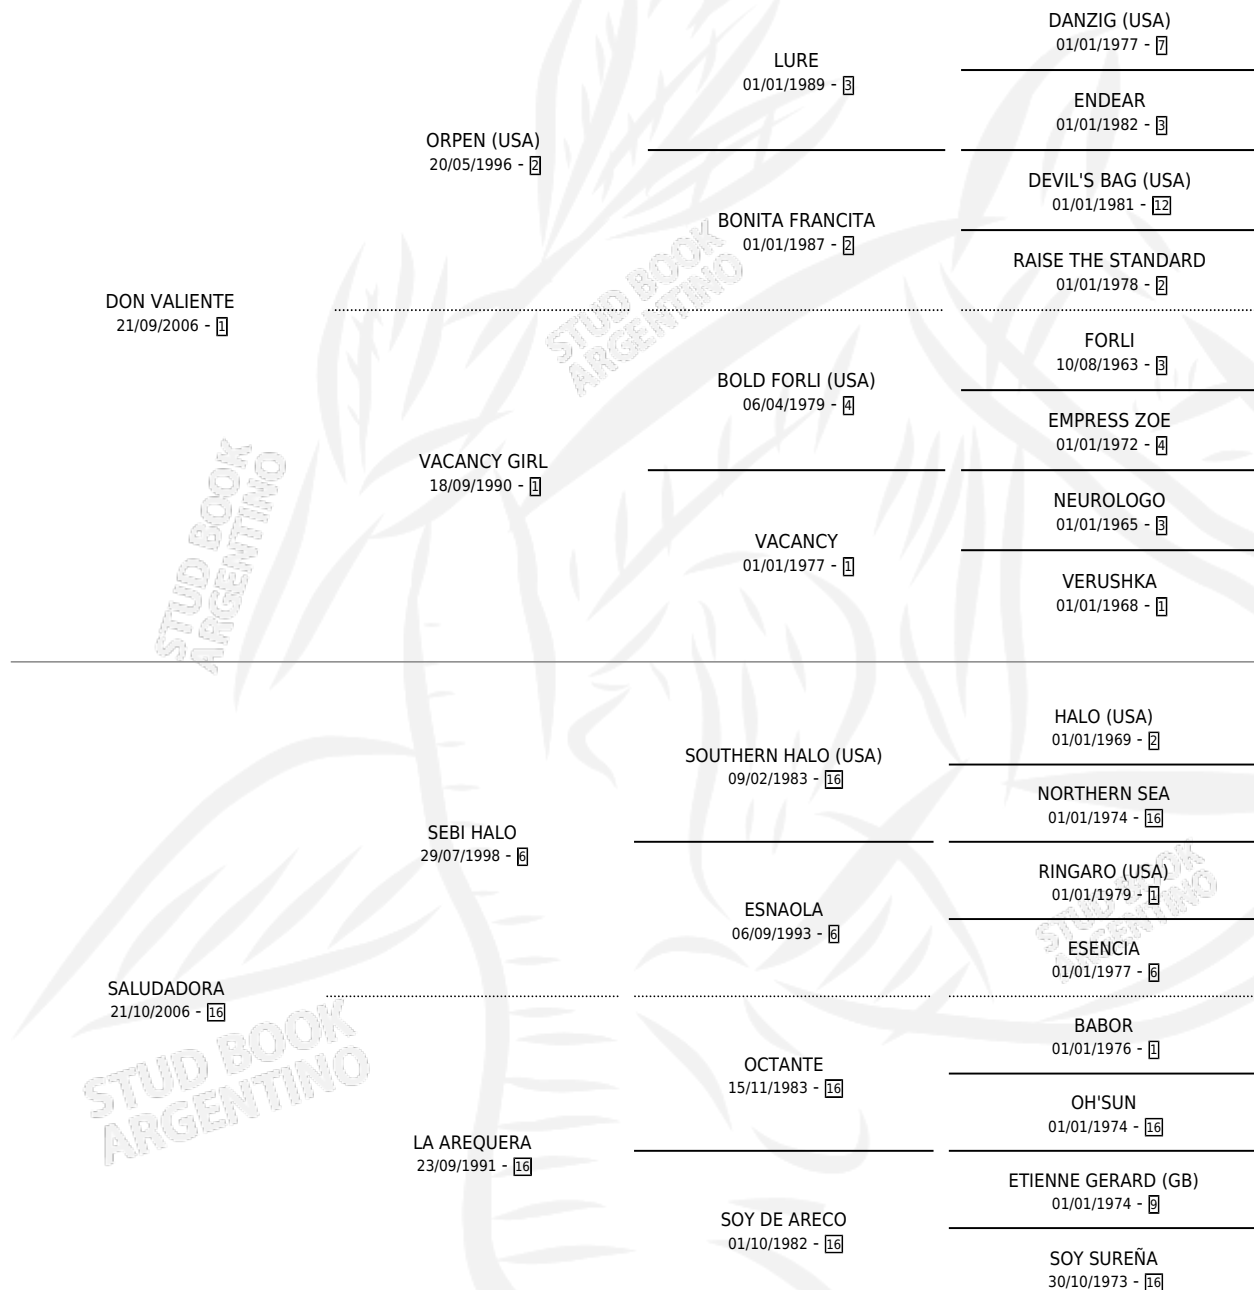 DANZIG (USA)
01/01/1977 - 7
LURE
01/01/1989 - 3
ENDEAR
01/01/1982 - 3
ORPEN (USA)
20/05/1996 - 2
DEVIL'S BAG (USA)
01/01/1981 - 12
BONITA FRANCITA
01/01/1987 - 2
RAISE THE STANDARD
01/01/1978 - 2
DON VALIENTE
21/09/2006 - 1
FORLI
10/08/1963 - 3
BOLD FORLI (USA)
06/04/1979 - 4
EMPRESS ZOE
01/01/1972 - 4
VACANCY GIRL
18/09/1990 - 1
NEUROLOGO
01/01/1965 - 3
VACANCY
01/01/1977 - 1
VERUSHKA
01/01/1968 - 1
HALO (USA)
01/01/1969 - 2
SOUTHERN HALO (USA)
09/02/1983 - 16
NORTHERN SEA
01/01/1974 - 16
SEBI HALO
29/07/1998 - 6
RINGARO (USA)
01/01/1979 - 1
ESNAOLA
06/09/1993 - 6
ESENCIA
01/01/1977 - 6
SALUDADORA
21/10/2006 - 16
BABOR
01/01/1976 - 1
OCTANTE
15/11/1983 - 16
OH'SUN
01/01/1974 - 16
LA AREQUERA
23/09/1991 - 16
ETIENNE GERARD (GB)
01/01/1974 - 9
SOY DE ARECO
01/10/1982 - 16
SOY SUREÑA
30/10/1973 - 16
STUD BOOK
ARGENTINO
STUD BOOK
ARGENTINO
STUD BOOK
ARGENTINO
STUD BOOK
ARGENTINO